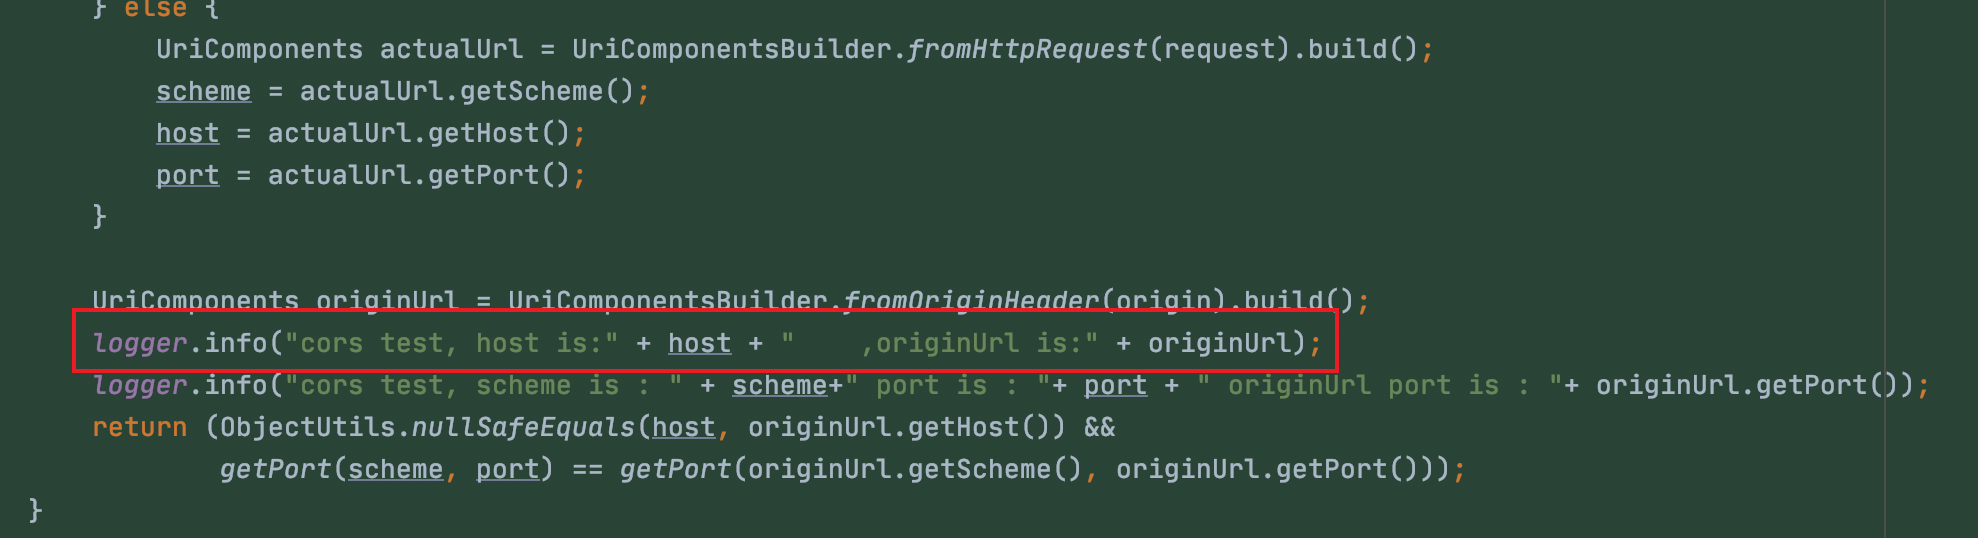 } else {
UriComponents actualUrl = UriComponentsBuilder.fromHttpRequest(request).build();
scheme = actualUrl.getScheme();
host = actualUrl.getHost();
port = actualUrl.getPort();
}
UriComponents originUrl = UriComponentsBuilder.fromOriginHeader(origin).build();
logger.info("cors test, host is:" + host + "    ,originUrl is:" + originUrl);
logger.info("cors test, scheme is : " + scheme+" port is : "+ port + " originUrl port is : "+ originUrl.getPort());
return (ObjectUtils.nullSafeEquals(host, originUrl.getHost()) &&
getPort(scheme, port) == getPort(originUrl.getScheme(), originUrl.getPort()));
}